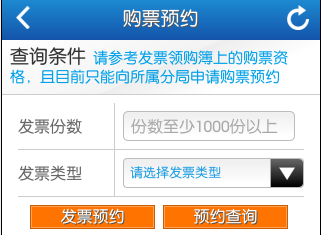 购票预约
查询条件 请参考发票领购簿上的购票资
格，且目前只能向所属分局申请购票预约
发票份数 份数至少1000份以上
发票类型 请选择发票类型
发票预约 预约查询